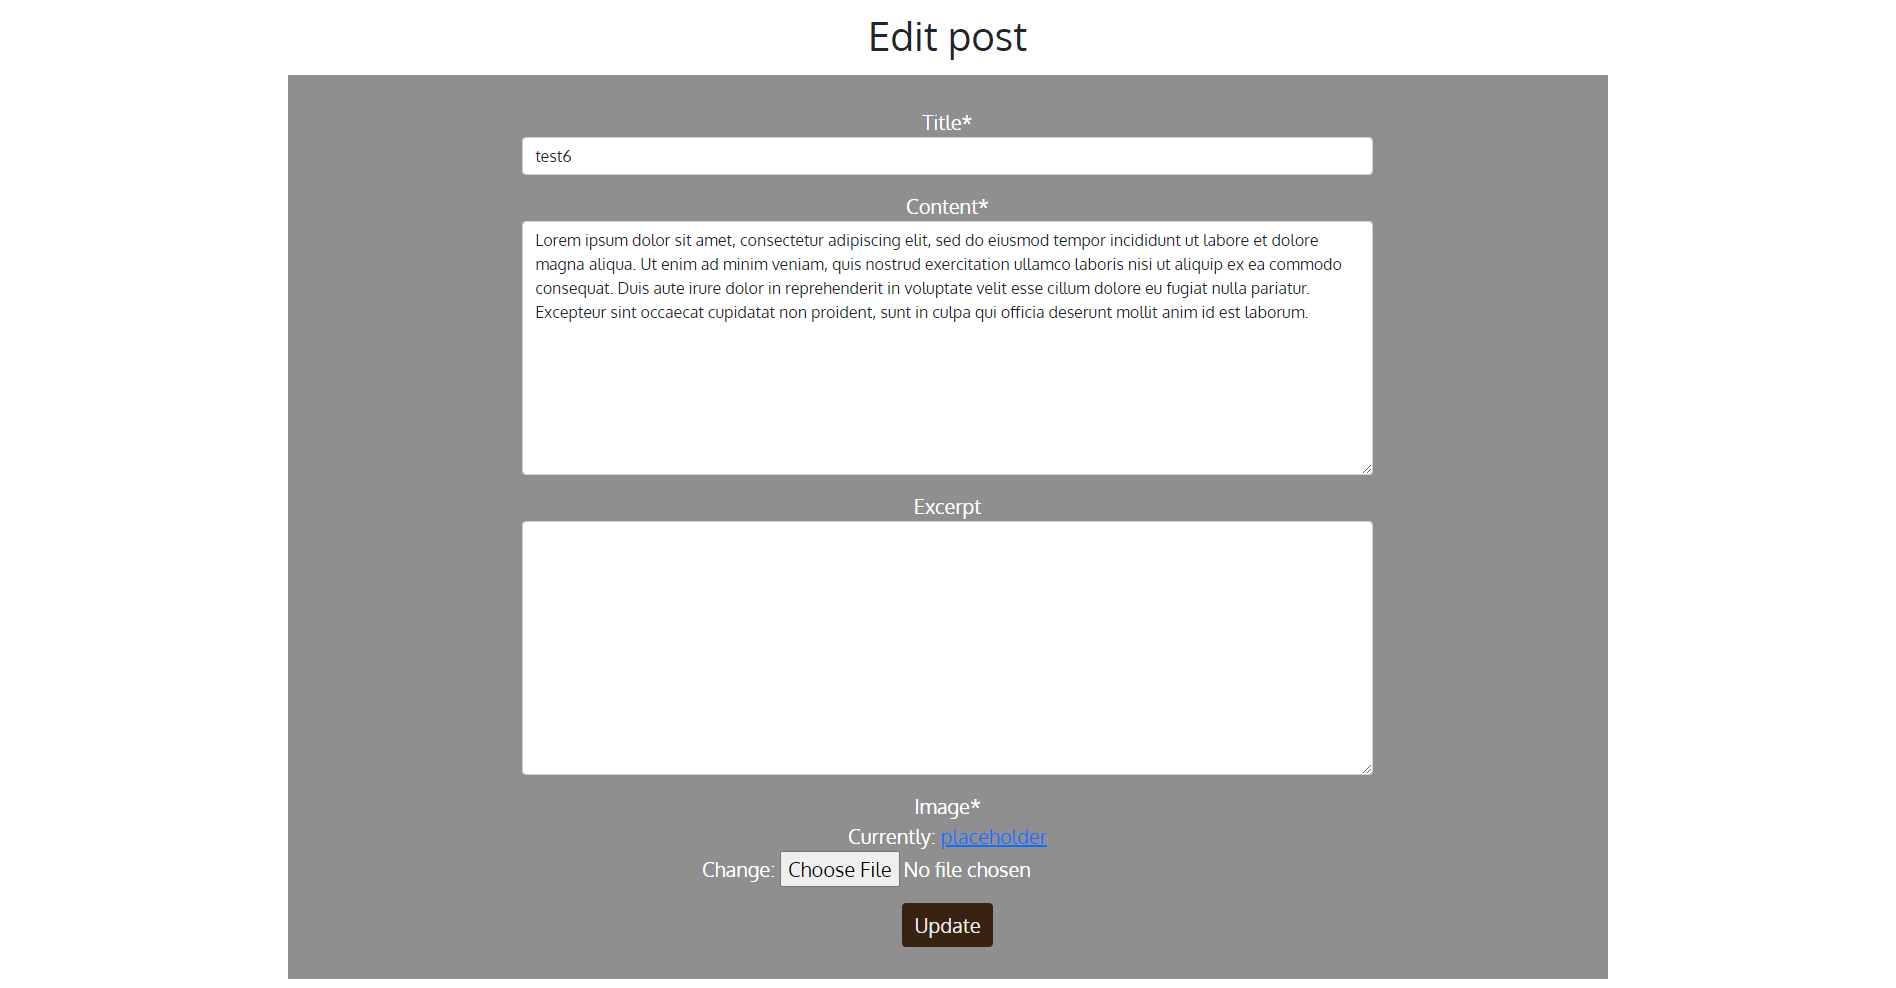 Edit post
Title*
test6
Content*
Lorem ipsum dolor sit amet, consectetur adipiscing elit, sed do eiusmod tempor incididunt ut labore et dolore
magna aliqua. Ut enim ad minim veniam, quis nostrud exercitation ullamco laboris nisi ut aliquip ex ea commodo
consequat. Duis aute irure dolor in reprehenderit in voluptate velit esse cillum dolore eu fugiat nulla pariatur.
Excepteur sint occaecat cupidatat non proident, sunt in culpa qui officia deserunt mollit anim id est laborum.
Excerpt
Image*
Currently: placeholder
Change: Choose File No file chosen
Update